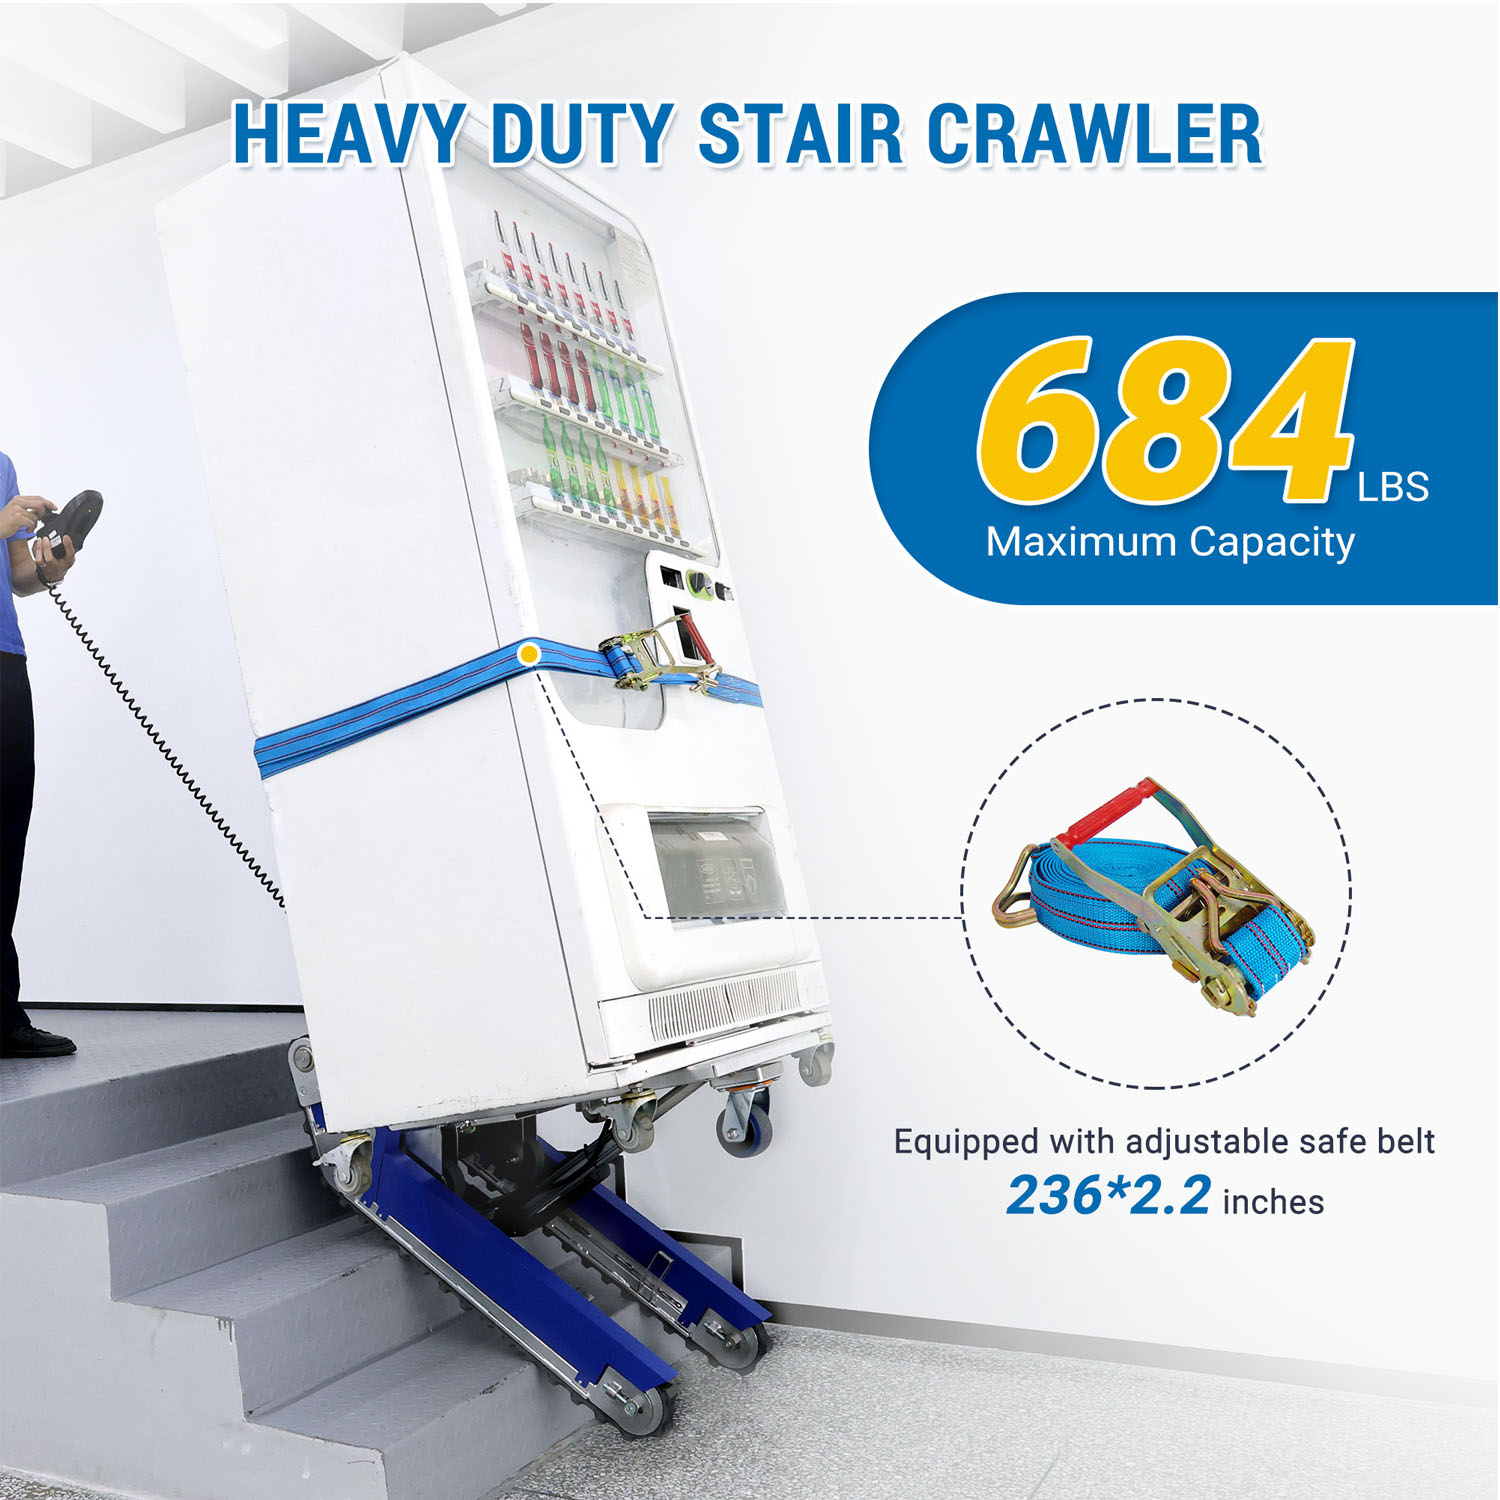 HEAVY DUTY STAIR CRAWLER
684 LBS
Maximum Capacity
Equipped with adjustable safe belt
236*2.2 inches